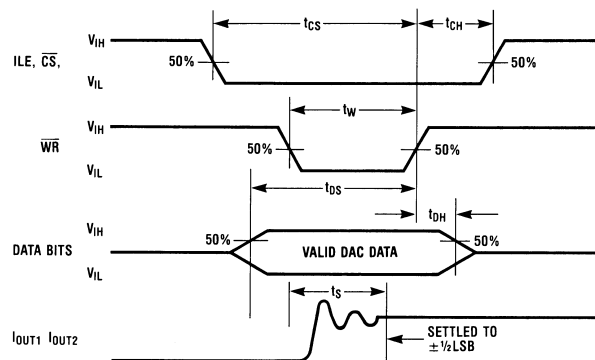 tCS
tCH
VIH
ILE, CS,
50%
50%
VIL
tW
VIH
WR
50%
50%
VIL
tDS
tDH
VIH
50%
50%
DATA BITS
VALID DAC DATA
VIL
tS
IOUT1 IOUT2
SETTLED TO
±½LSB